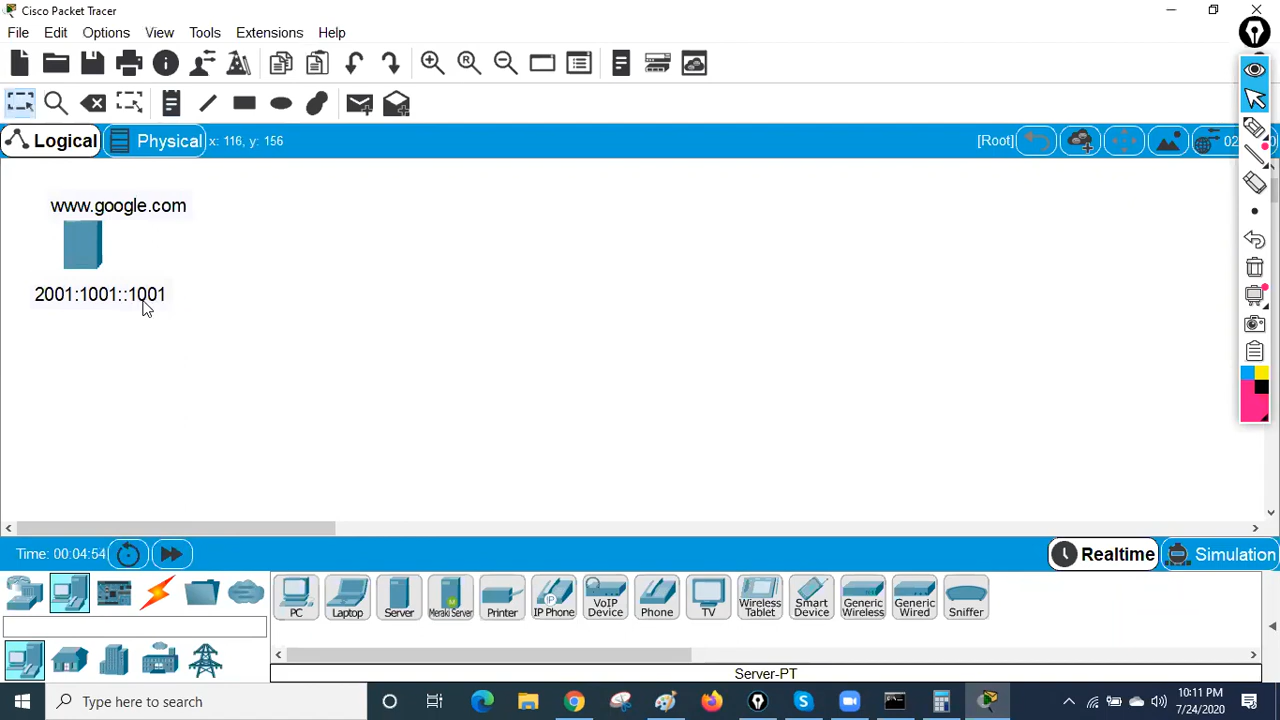 Cisco Packet Tracer
File Edit Options View Tools Extensions Help
Logical Physical x: 116, y: 156 [Root]
www.google.com
2001:1001::1001
Time: 00:04:54 Realtime Simulation
PC Laptop Server Meraki Server Printer IP Phone VoIP Device Phone TV Wireless Tablet Smart Device Generic Wireless Generic Wired Sniffer
Server-PT
Type here to search
10:11 PM
7/24/2020